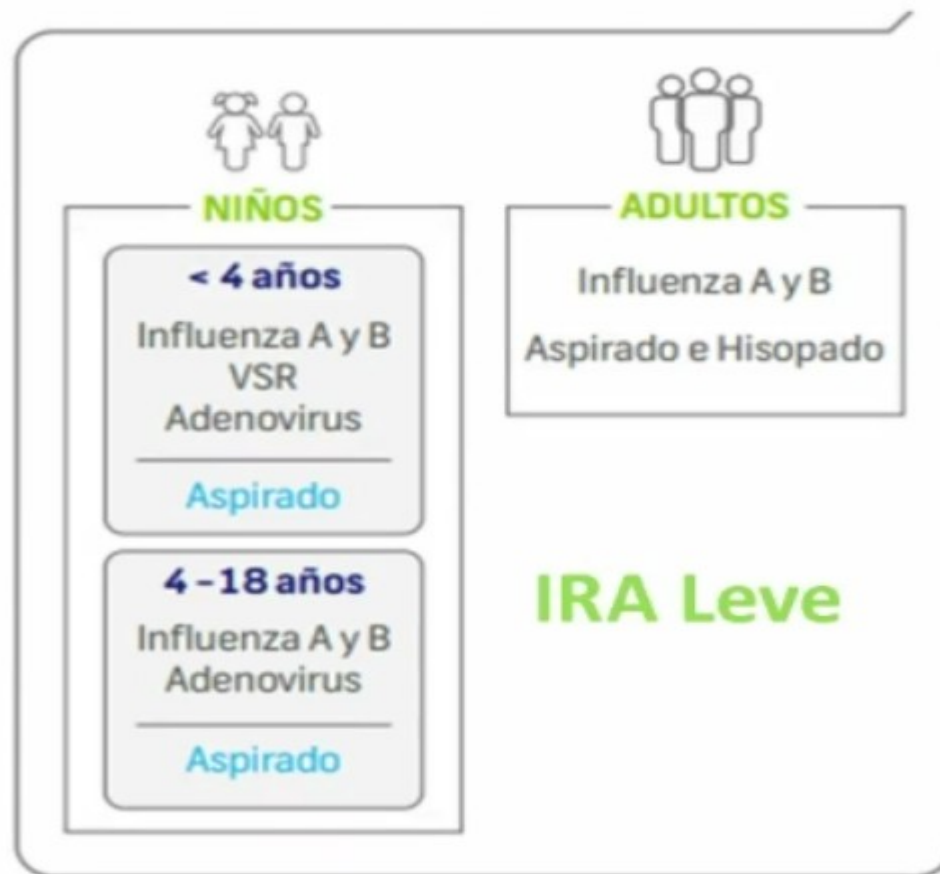 NIÑOS
< 4 años
Influenza A y B
VSR
Adenovirus
Aspirado
4 - 18 años
Influenza A y B
Adenovirus
Aspirado
ADULTOS
Influenza A y B
Aspirado e Hisopado
IRA Leve